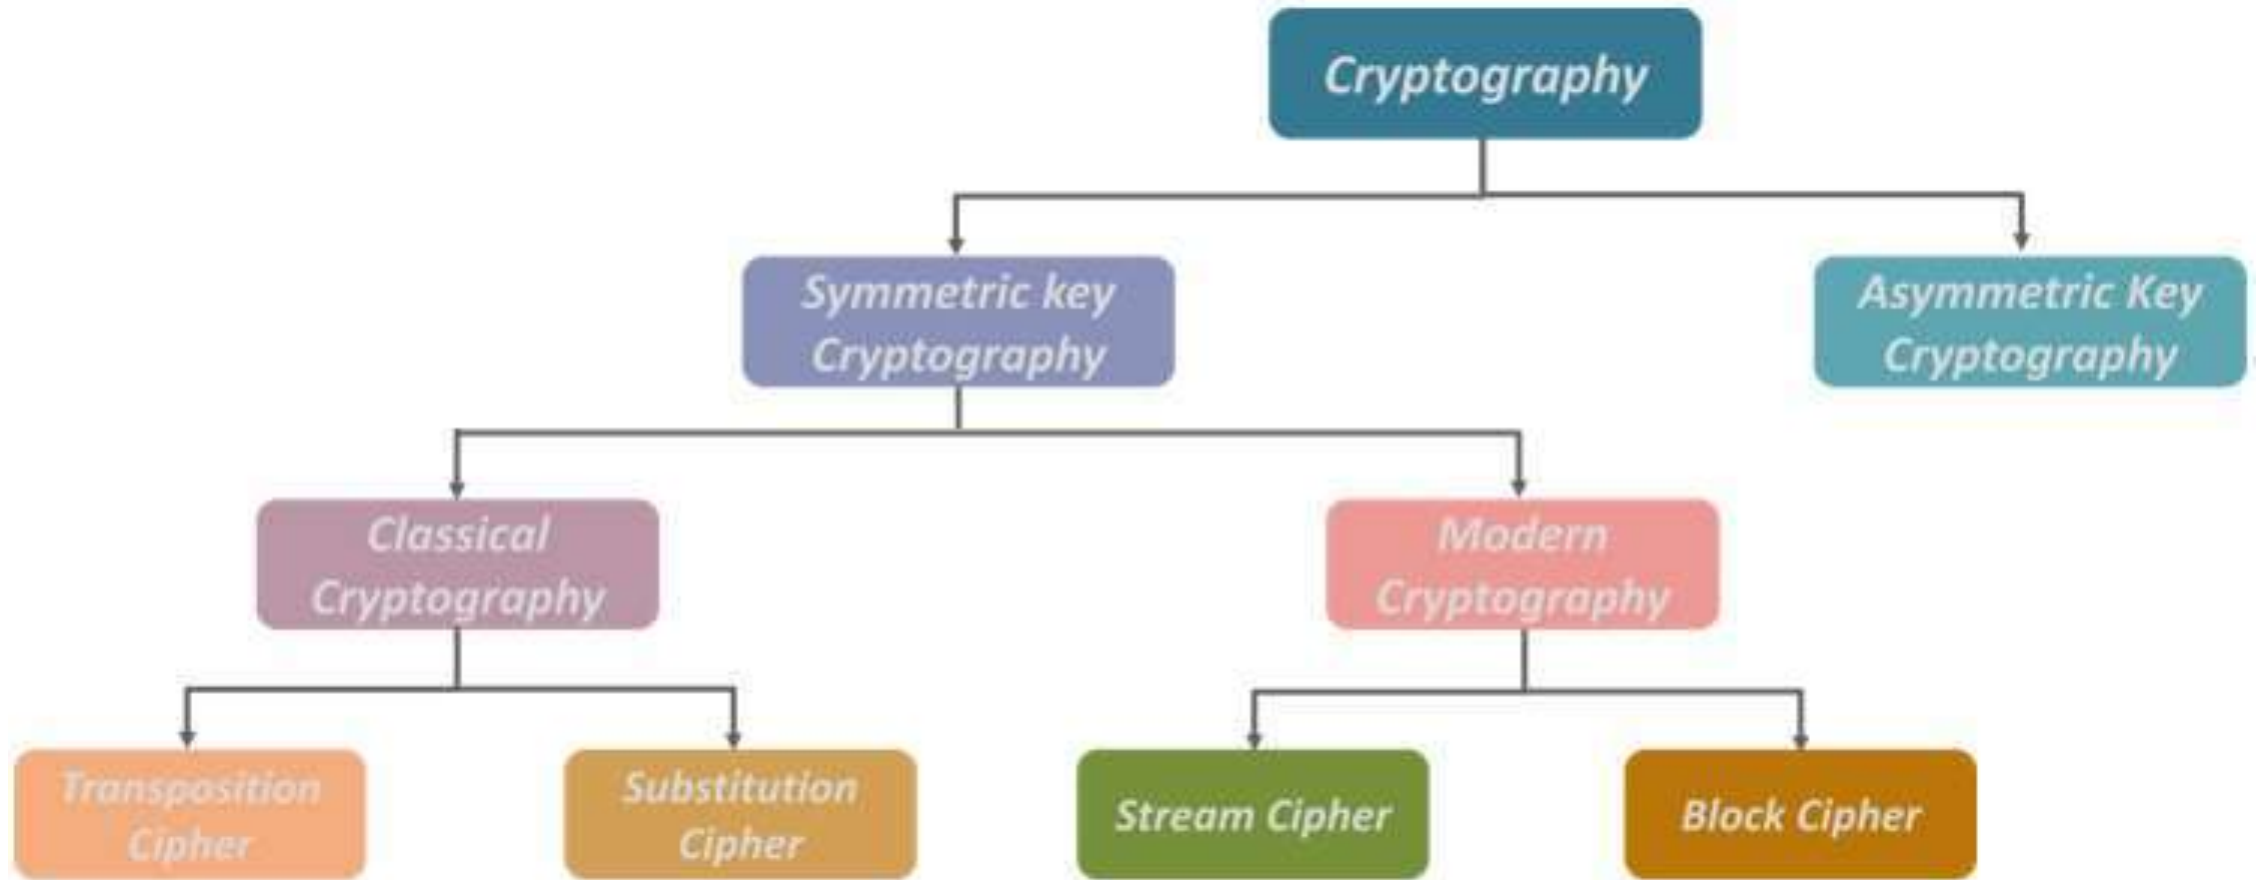 Cryptography
Symmetric key
Cryptography
Asymmetric Key
Cryptography
Classical
Cryptography
Modern
Cryptography
Transposition
Cipher
Substitution
Cipher
Stream Cipher
Block Cipher